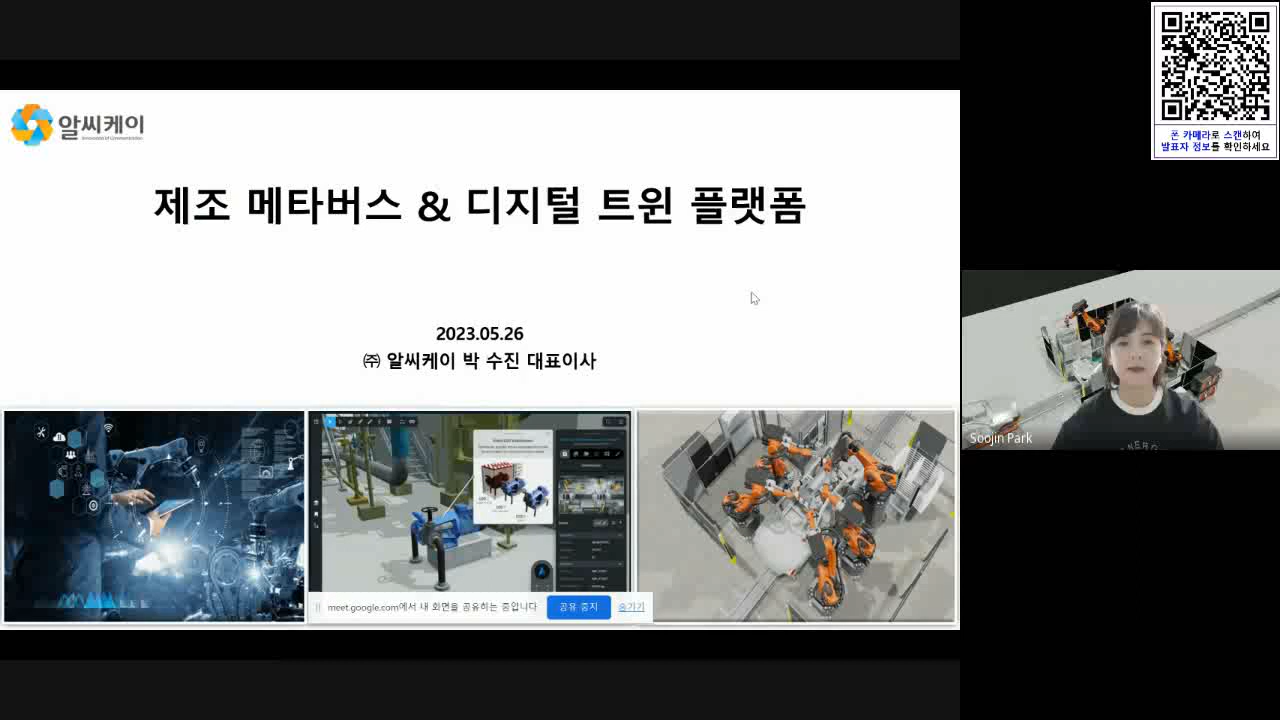 알씨케이
제조 메타버스 & 디지털 트윈 플랫폼
2023.05.26
㈜ 알씨케이 박 수진 대표이사
meet.google.com에서 내 화면을 공유하는 중입니다
공유 중지
숨기기
폰 카메라로 스캔하여
발표자 정보를 확인하세요
Soojin Park